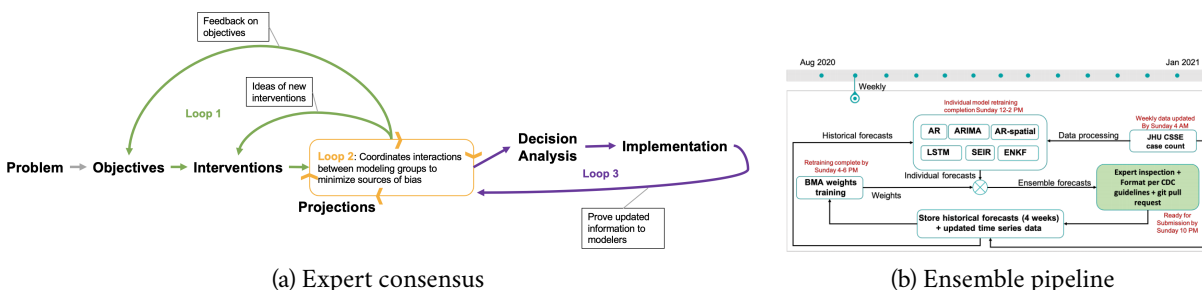 Feedback on
objectives
Ideas of new
interventions
Loop 1
Problem
Objectives
Interventions
Loop 2: Coordinates interactions
between modeling groups to
minimize sources of bias
Projections
Decision
Analysis
Implementation
Loop 3
Prove updated
information to
modelers
(a) Expert consensus
Aug 2020
Jan 2021
Weekly
Individual model retraining
completion Sunday 12-2 PM
Weekly data updated
By Sunday 4 AM
Historical forecasts
AR
ARIMA
AR-spatial
LSTM
SEIR
ENKF
Data processing
JHU CSSE
case count
Retraining complete by
Sunday 4-6 PM
Individual forecasts
BMA weights
training
Weights
Ensemble forecasts
Expert inspection +
Format per CDC
guidelines + git pull
request
Store historical forecasts (4 weeks)
+ updated time series data
Ready for
Submission by
Sunday 10 PM
(b) Ensemble pipeline